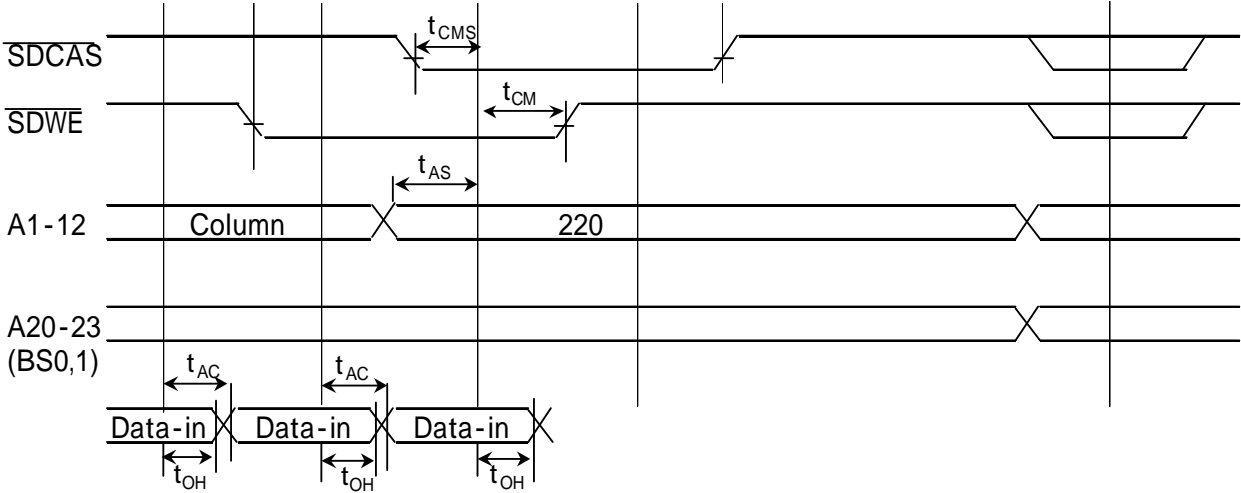 tCMS
SDCAS
tCM
SDWE
tAS
A1-12 Column 220
A20-23
(BS0,1)
tAC tAC
Data-in Data-in Data-in
tOH tOH tOH